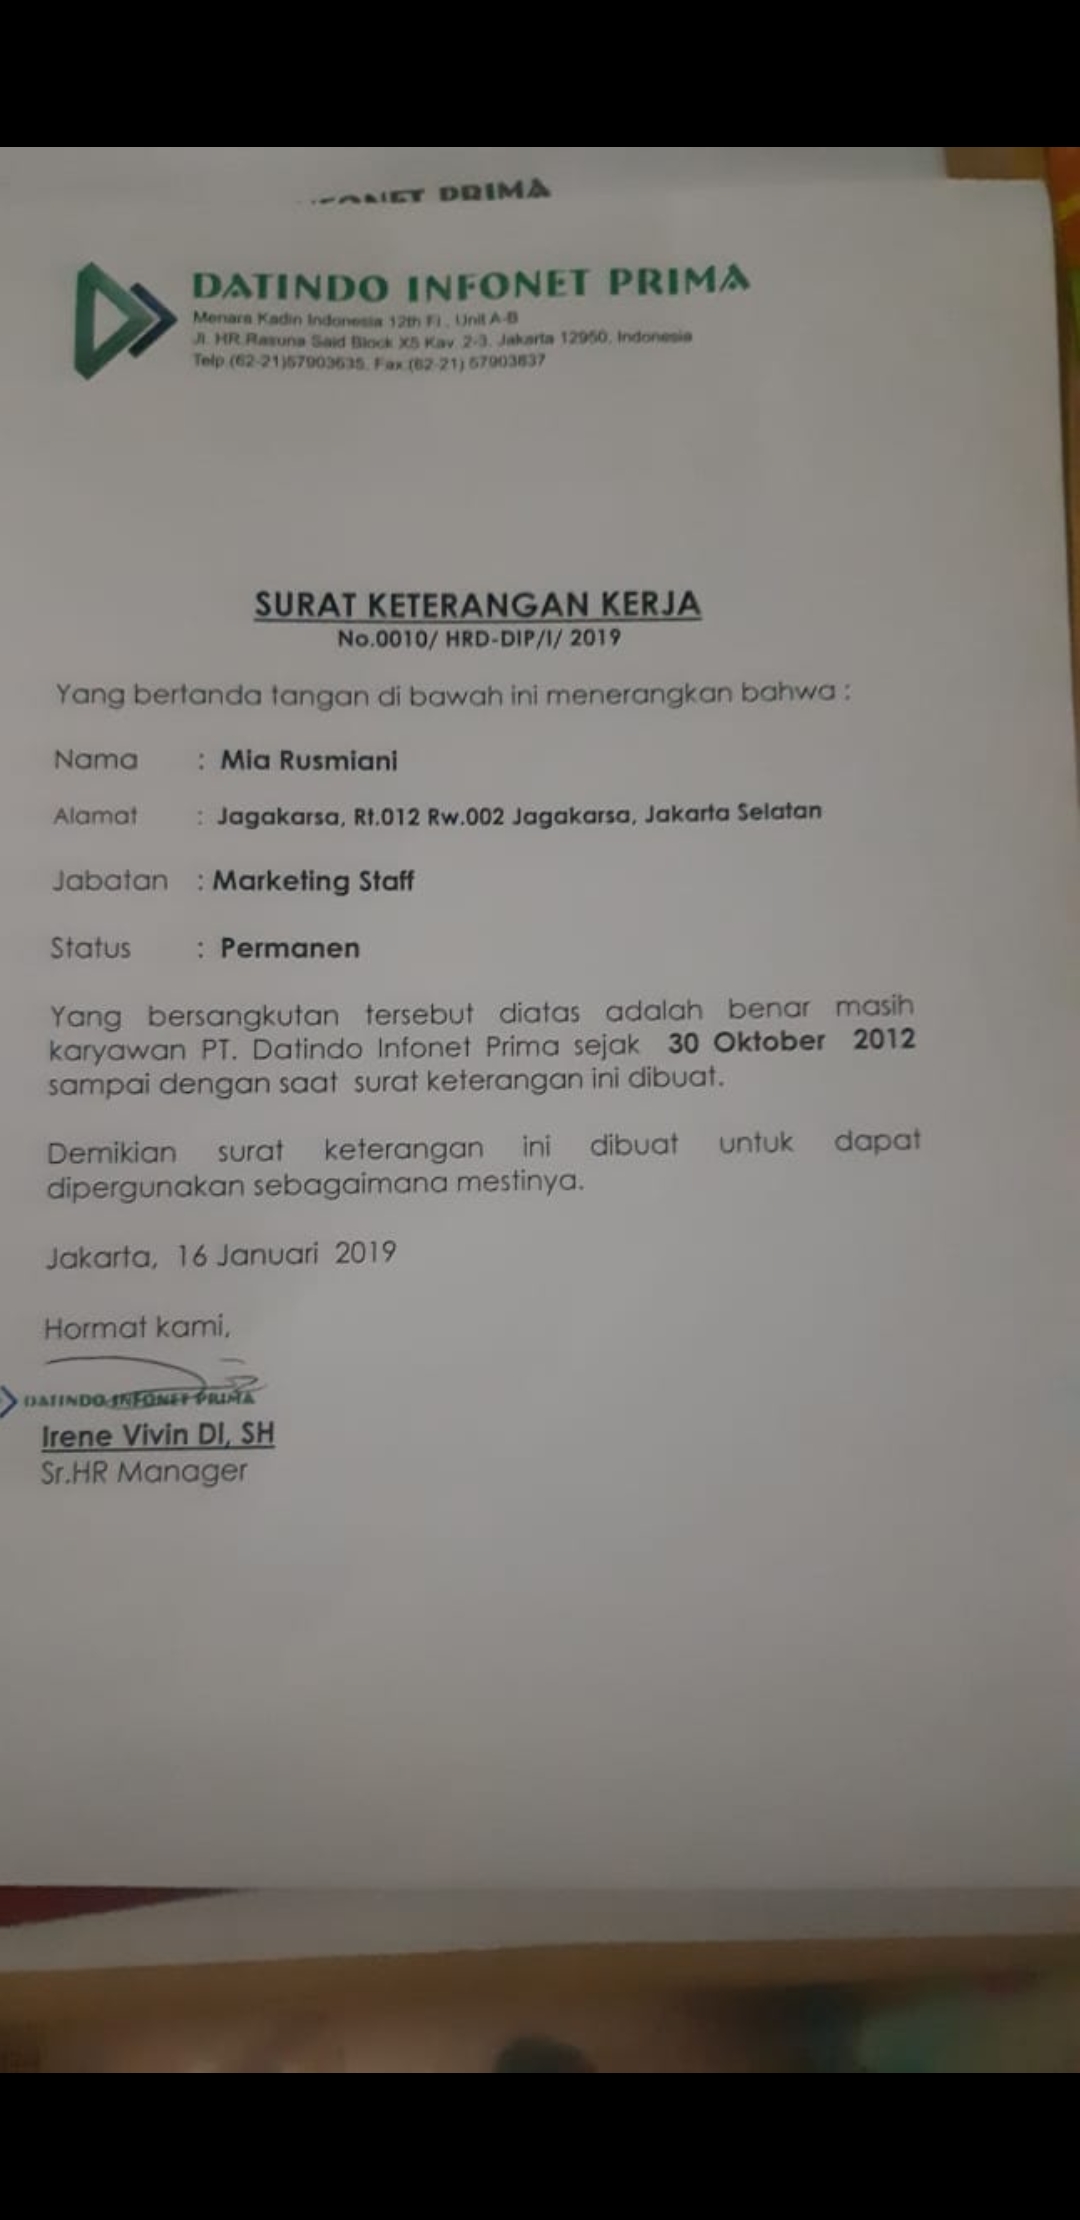 PRIMA
DATINDO INFONET PRIMA
Menara Kadin Indonesia 12th Fl., Unit A-B
Jl. HR.Rasuna Said Block X5 Kav. 2-3, Jakarta 12950, Indonesia
Telp.(62-21)57903635, Fax.(62-21) 57903637
SURAT KETERANGAN KERJA
No.0010/ HRD-DIP/I/ 2019
Yang bertanda tangan di bawah ini menerangkan bahwa :
Nama : Mia Rusmiani
Alamat : Jagakarsa, Rt.012 Rw.002 Jagakarsa, Jakarta Selatan
Jabatan : Marketing Staff
Status : Permanen
Yang bersangkutan tersebut diatas adalah benar masih
karyawan PT. Datindo Infonet Prima sejak 30 Oktober 2012
sampai dengan saat surat keterangan ini dibuat.
Demikian surat keterangan ini dibuat untuk dapat
dipergunakan sebagaimana mestinya.
Jakarta, 16 Januari 2019
Hormat kami,
DATINDO INFONET PRIMA
Irene Vivin DI, SH
Sr.HR Manager